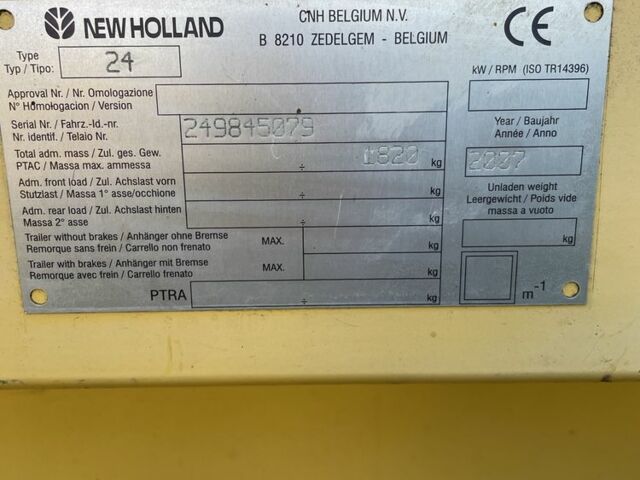 NEW HOLLAND
CNH BELGIUM N.V.
B 8210 ZEDELGEM - BELGIUM
CE
Type
Typ / Tipo: 24
Approval Nr. / Nr. Omologazione
N° Homologacion / Version
Serial Nr. / Fahrz.-Id.-nr.
Nr. identif. / Telaio Nr. 249845079
Total adm. mass / Zul. ges. Gew.
PTAC / Massa max. ammessa ÷ 1820 kg
Adm. front load / Zul. Achslast vorn
Stutzlast / Massa 1° asse/occhione ÷ kg
Adm. rear load / Zul. Achslast hinten
Massa 2° asse ÷ kg
Trailer without brakes / Anhänger ohne Bremse
Remorque sans frein / Carrello non frenato MAX. kg
Trailer with brakes / Anhänger mit Bremse
Remorque avec frein / Carrello frenato MAX. kg
PTRA ÷ kg
kW / RPM (ISO TR14396)
Year / Baujahr
Année / Anno
2007
Unladen weight
Leergewicht / Poids vide
massa a vuoto
kg
m-1